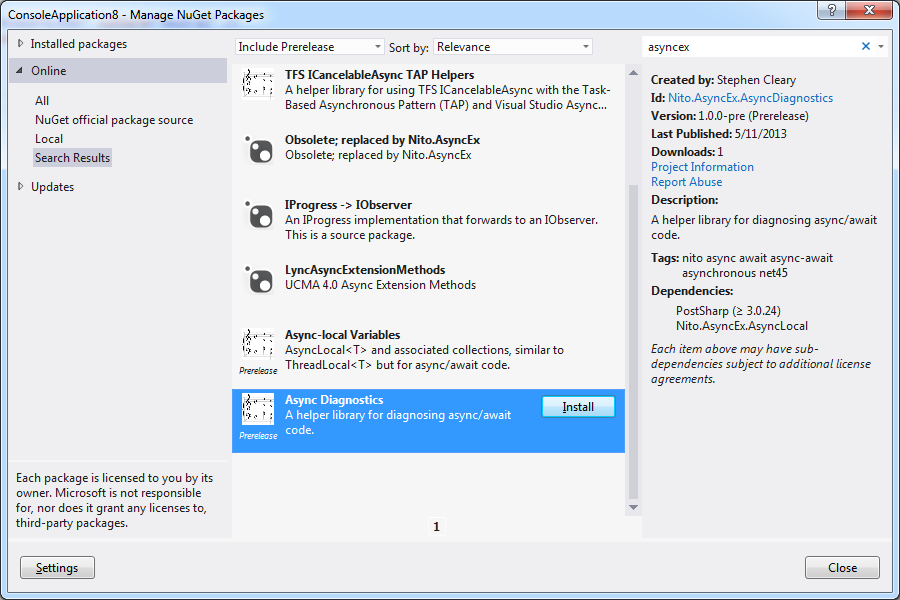 ConsoleApplication8 - Manage NuGet Packages
Installed packages
Online
All
NuGet official package source
Local
Search Results
Updates
Each package is licensed to you by its
owner. Microsoft is not responsible
for, nor does it grant any licenses to,
third-party packages.
Settings
Include Prerelease
Sort by:
Relevance
TFS ICancelableAsync TAP Helpers
A helper library for using TFS ICancelableAsync with the Task-
Based Asynchronous Pattern (TAP) and Visual Studio Async...
Obsolete; replaced by Nito.AsyncEx
Obsolete; replaced by Nito.AsyncEx
IProgress -> IObserver
An IProgress implementation that forwards to an IObserver.
This is a source package.
LyncAsyncExtensionMethods
UCMA 4.0 Async Extension Methods
Async-local Variables
AsyncLocal<T> and associated collections, similar to
ThreadLocal<T> but for async/await code.
Prerelease
Async Diagnostics
A helper library for diagnosing async/await
code.
Prerelease
Install
1
asyncex
Created by: Stephen Cleary
Id: Nito.AsyncEx.AsyncDiagnostics
Version: 1.0.0-pre (Prerelease)
Last Published: 5/11/2013
Downloads: 1
Project Information
Report Abuse
Description:
A helper library for diagnosing async/await
code.
Tags: nito async await async-await
asynchronous net45
Dependencies:
PostSharp (≥ 3.0.24)
Nito.AsyncEx.AsyncLocal
Each item above may have sub-
dependencies subject to additional license
agreements.
Close